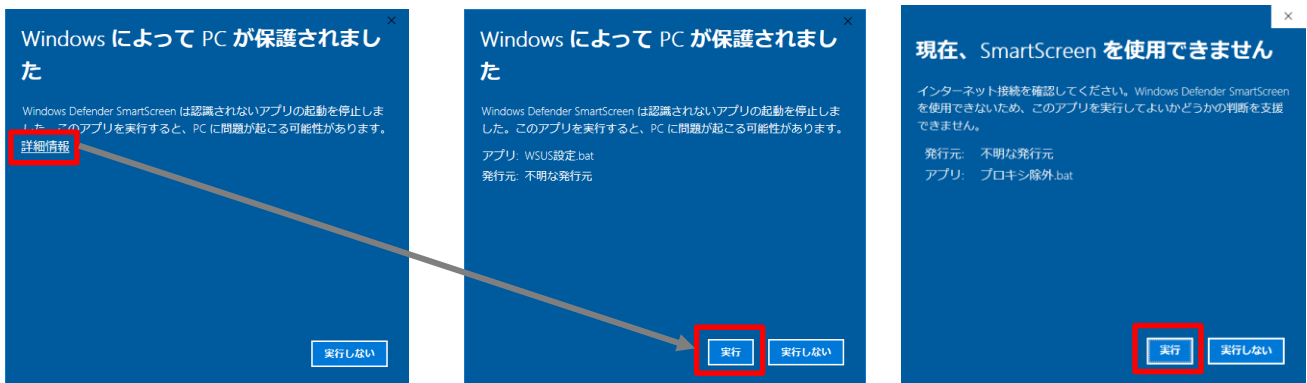 Windows によって PC が保護されまし
た
Windows Defender SmartScreen は認識されないアプリの起動を停止しま
した。このアプリを実行すると、PC に問題が起こる可能性があります。
詳細情報
実行しない
Windows によって PC が保護されまし
た
Windows Defender SmartScreen は認識されないアプリの起動を停止しま
した。このアプリを実行すると、PC に問題が起こる可能性があります。
アプリ: WSUS設定.bat
発行元: 不明な発行元
実行 実行しない
現在、SmartScreen を使用できません
インターネット接続を確認してください。Windows Defender SmartScreen
を使用できないため、このアプリを実行してよいかどうかの判断を支援
できません。
発行元: 不明な発行元
アプリ: プロキシ除外.bat
実行 実行しない